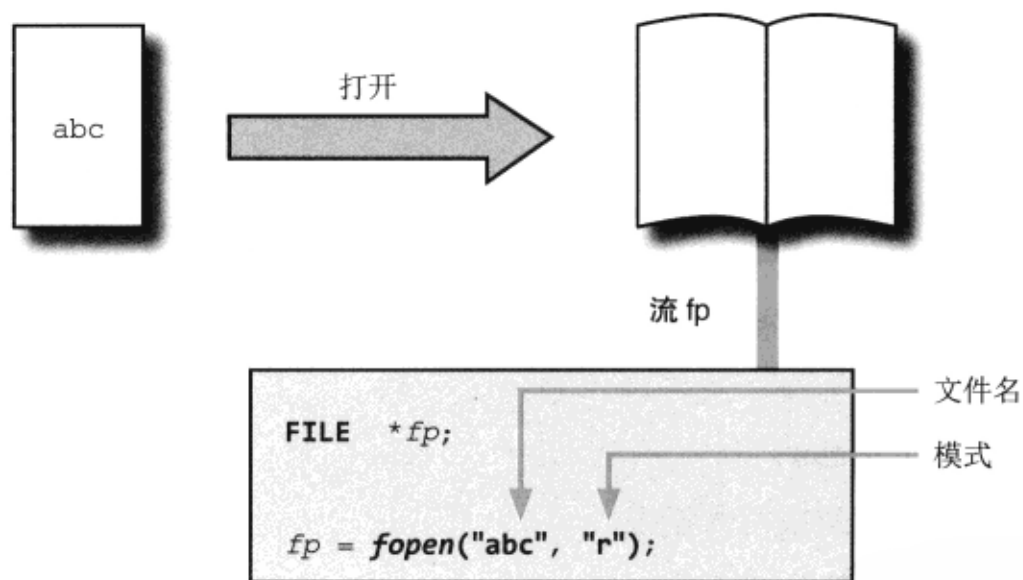 打开
abc
流 fp
文件名
FILE *fp;
模式
fp = fopen("abc", "r");